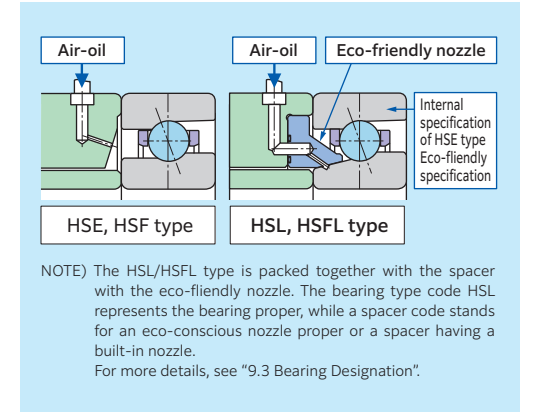 Air-oil
Air-oil
Eco-friendly nozzle
Internal
specification
of HSE type
Eco-fliendly
specification
HSE, HSF type
HSL, HSFL type
NOTE) The HSL/HSFL type is packed together with the spacer
with the eco-fliendly nozzle. The bearing type code HSL
represents the bearing proper, while a spacer code stands
for an eco-conscious nozzle proper or a spacer having a
built-in nozzle.
For more details, see “9.3 Bearing Designation”.